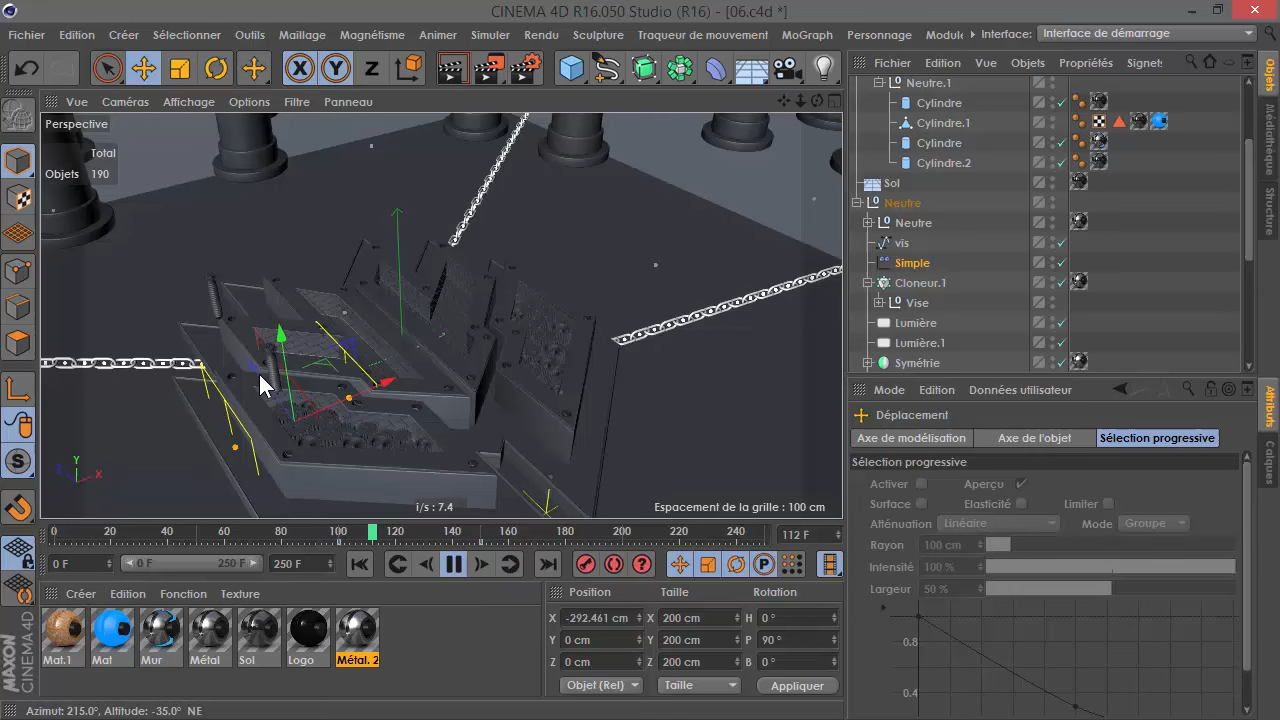 CINEMA 4D R16.050 Studio (R16) - [06.c4d *]
Fichier Edition Créer Sélectionner Outils Maillage Magnétisme Animer Simuler Rendu Sculpture Traqueur de mouvement MoGraph Personnage Module Interface: Interface de démarrage
X Y Z
Vue Caméras Affichage Options Filtre Panneau
Perspective
Total
Objets 190
Y
Z X
i/s : 7.4
Espacement de la grille : 100 cm
0 20 40 60 80 100 120 140 160 180 200 220 240
112 F
0 F
0 F 250 F
250 F
P
Créer Edition Fonction Texture
Mat.1 Mat Mur Métal Sol Logo Métal. 2
MAXON
CINEMA 4D
Position Taille Rotation
X -292.461 cm X 200 cm H 0 °
Y 0 cm Y 200 cm P 90 °
Z 0 cm Z 200 cm B 0 °
Objet (Rel) Taille Appliquer
Azimut: 215.0°, Altitude: -35.0° NE
Fichier Edition Vue Objets Propriétés Signet:
Neutre.1
Cylindre
Cylindre.1
Cylindre
Cylindre.2
Sol
Neutre
Neutre
vis
Simple
Cloneur.1
Vise
Lumière
Lumière.1
Symétrie
Objets
Médiathèque
Structure
Mode Edition Données utilisateur
Déplacement
Axe de modélisation Axe de l'objet Sélection progressive
Sélection progressive
Activer Aperçu
Surface Elasticité Limiter
Atténuation Linéaire Mode Groupe
Rayon 100 cm
Intensité 100 %
Largeur 50 %
0.8
0.4
Attributs
Calques